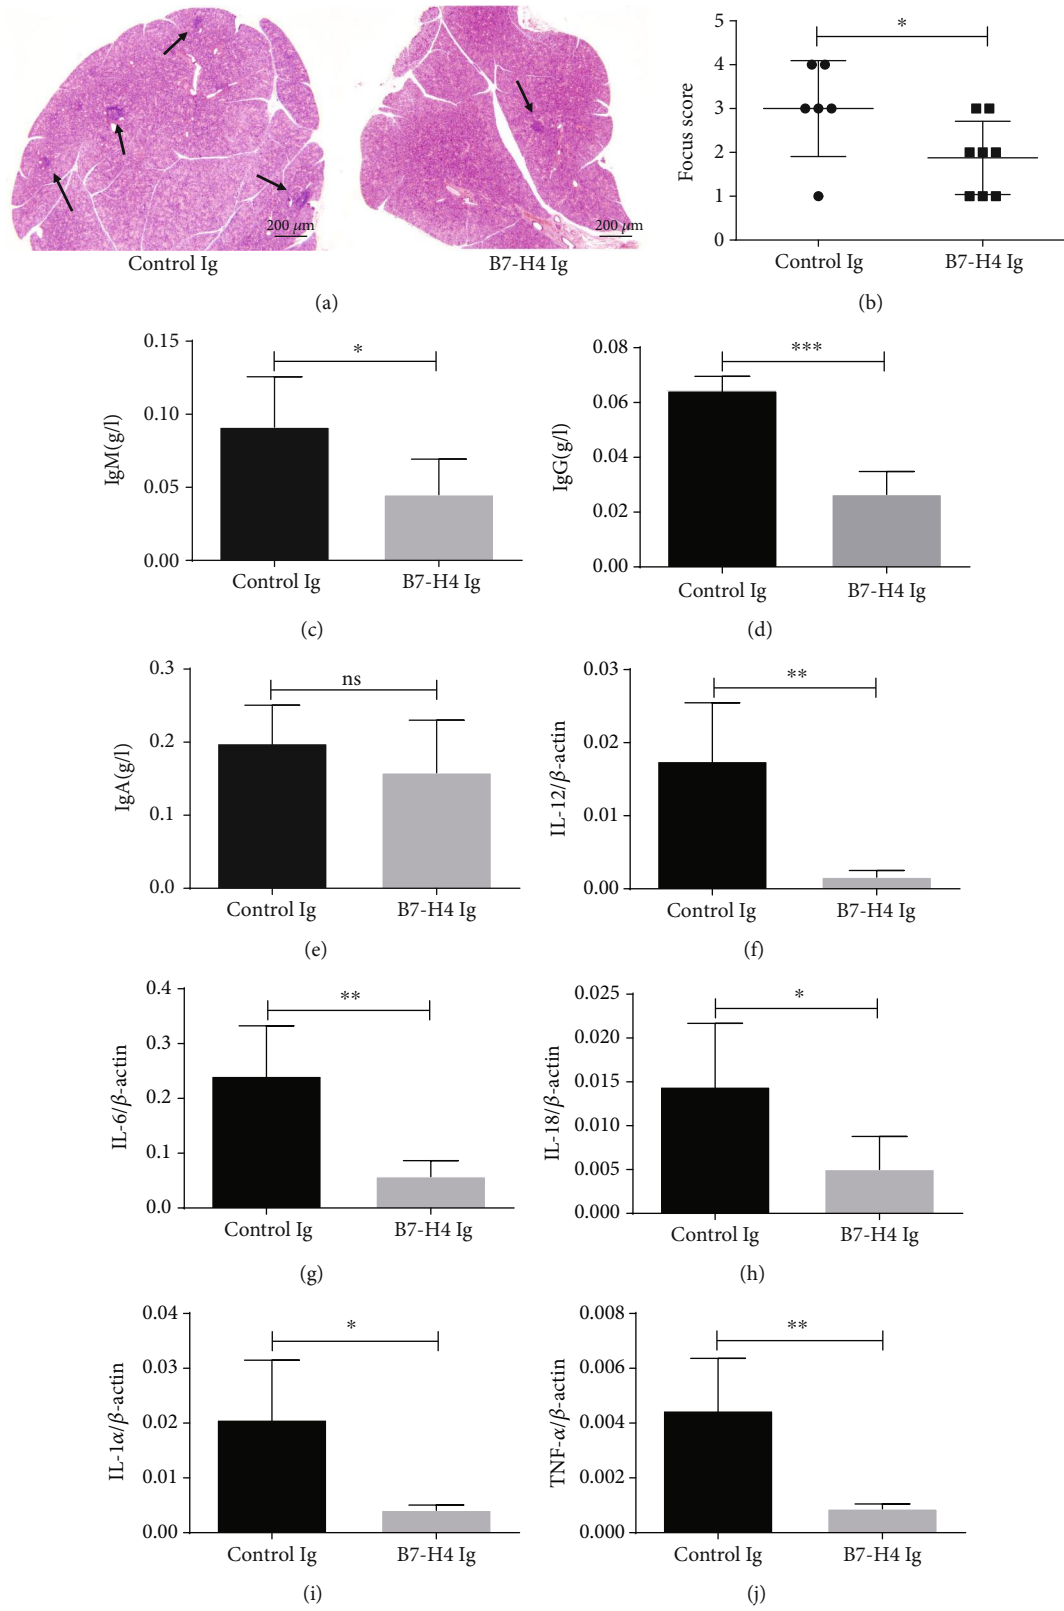 200 μm
200 μm
Control Ig
B7-H4 Ig
(a)
5
4
3
2
1
0
Focus score
*
Control Ig
B7-H4 Ig
(b)
0.15
0.10
0.05
0.00
IgM(g/l)
*
Control Ig
B7-H4 Ig
(c)
0.08
0.06
0.04
0.02
0.00
IgG(g/l)
***
Control Ig
B7-H4 Ig
(d)
0.3
0.2
0.1
0.0
IgA(g/l)
ns
Control Ig
B7-H4 Ig
(e)
0.03
0.02
0.01
0.00
IL-12/β-actin
**
Control Ig
B7-H4 Ig
(f)
0.4
0.3
0.2
0.1
0.0
IL-6/β-actin
**
Control Ig
B7-H4 Ig
(g)
0.025
0.020
0.015
0.010
0.005
0.000
IL-18/β-actin
*
Control Ig
B7-H4 Ig
(h)
0.04
0.03
0.02
0.01
0.00
IL-1α/β-actin
*
Control Ig
B7-H4 Ig
(i)
0.008
0.006
0.004
0.002
0.000
TNF-α/β-actin
**
Control Ig
B7-H4 Ig
(j)